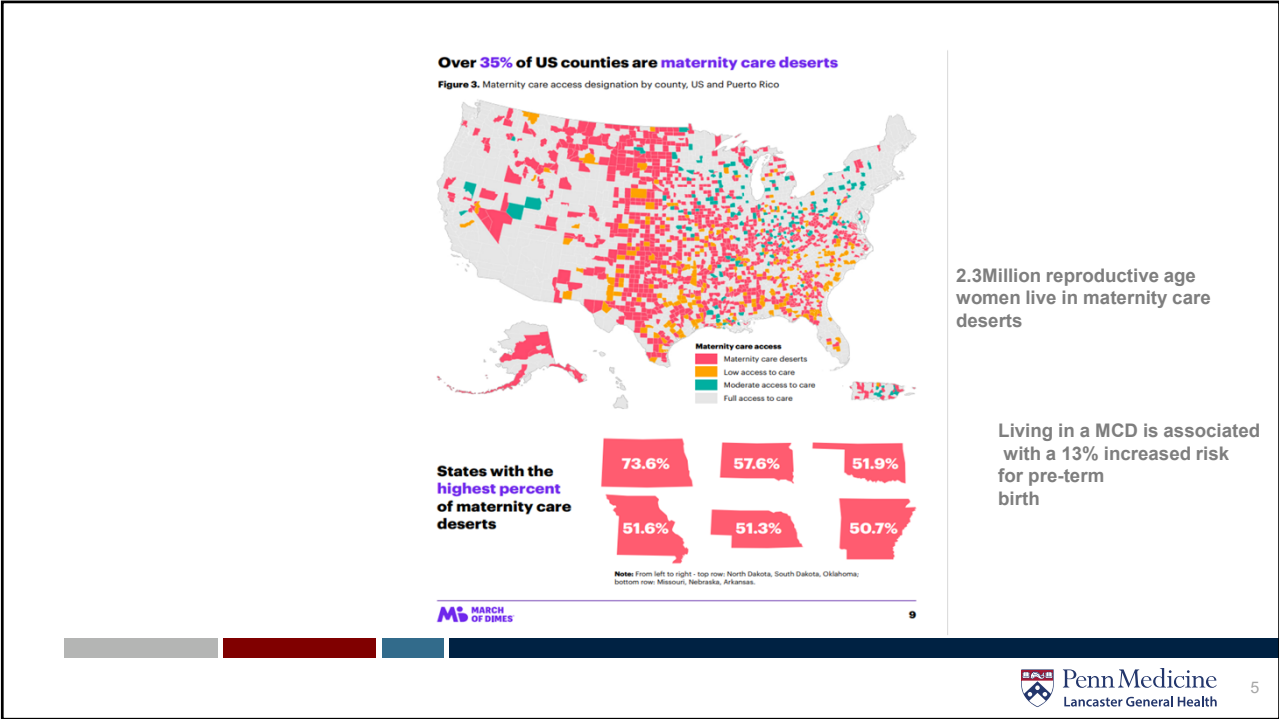 Over 35% of US counties are maternity care deserts
Figure 3. Maternity care access designation by county, US and Puerto Rico
Maternity care access
Maternity care deserts
Low access to care
Moderate access to care
Full access to care
States with the
highest percent
of maternity care
deserts
73.6%
57.6%
51.9%
51.6%
51.3%
50.7%
Note: From left to right - top row: North Dakota, South Dakota, Oklahoma;
bottom row: Missouri, Nebraska, Arkansas.
MARCH
OF DIMES
9
2.3Million reproductive age
women live in maternity care
deserts
Living in a MCD is associated
with a 13% increased risk
for pre-term
birth
Penn Medicine
Lancaster General Health
5